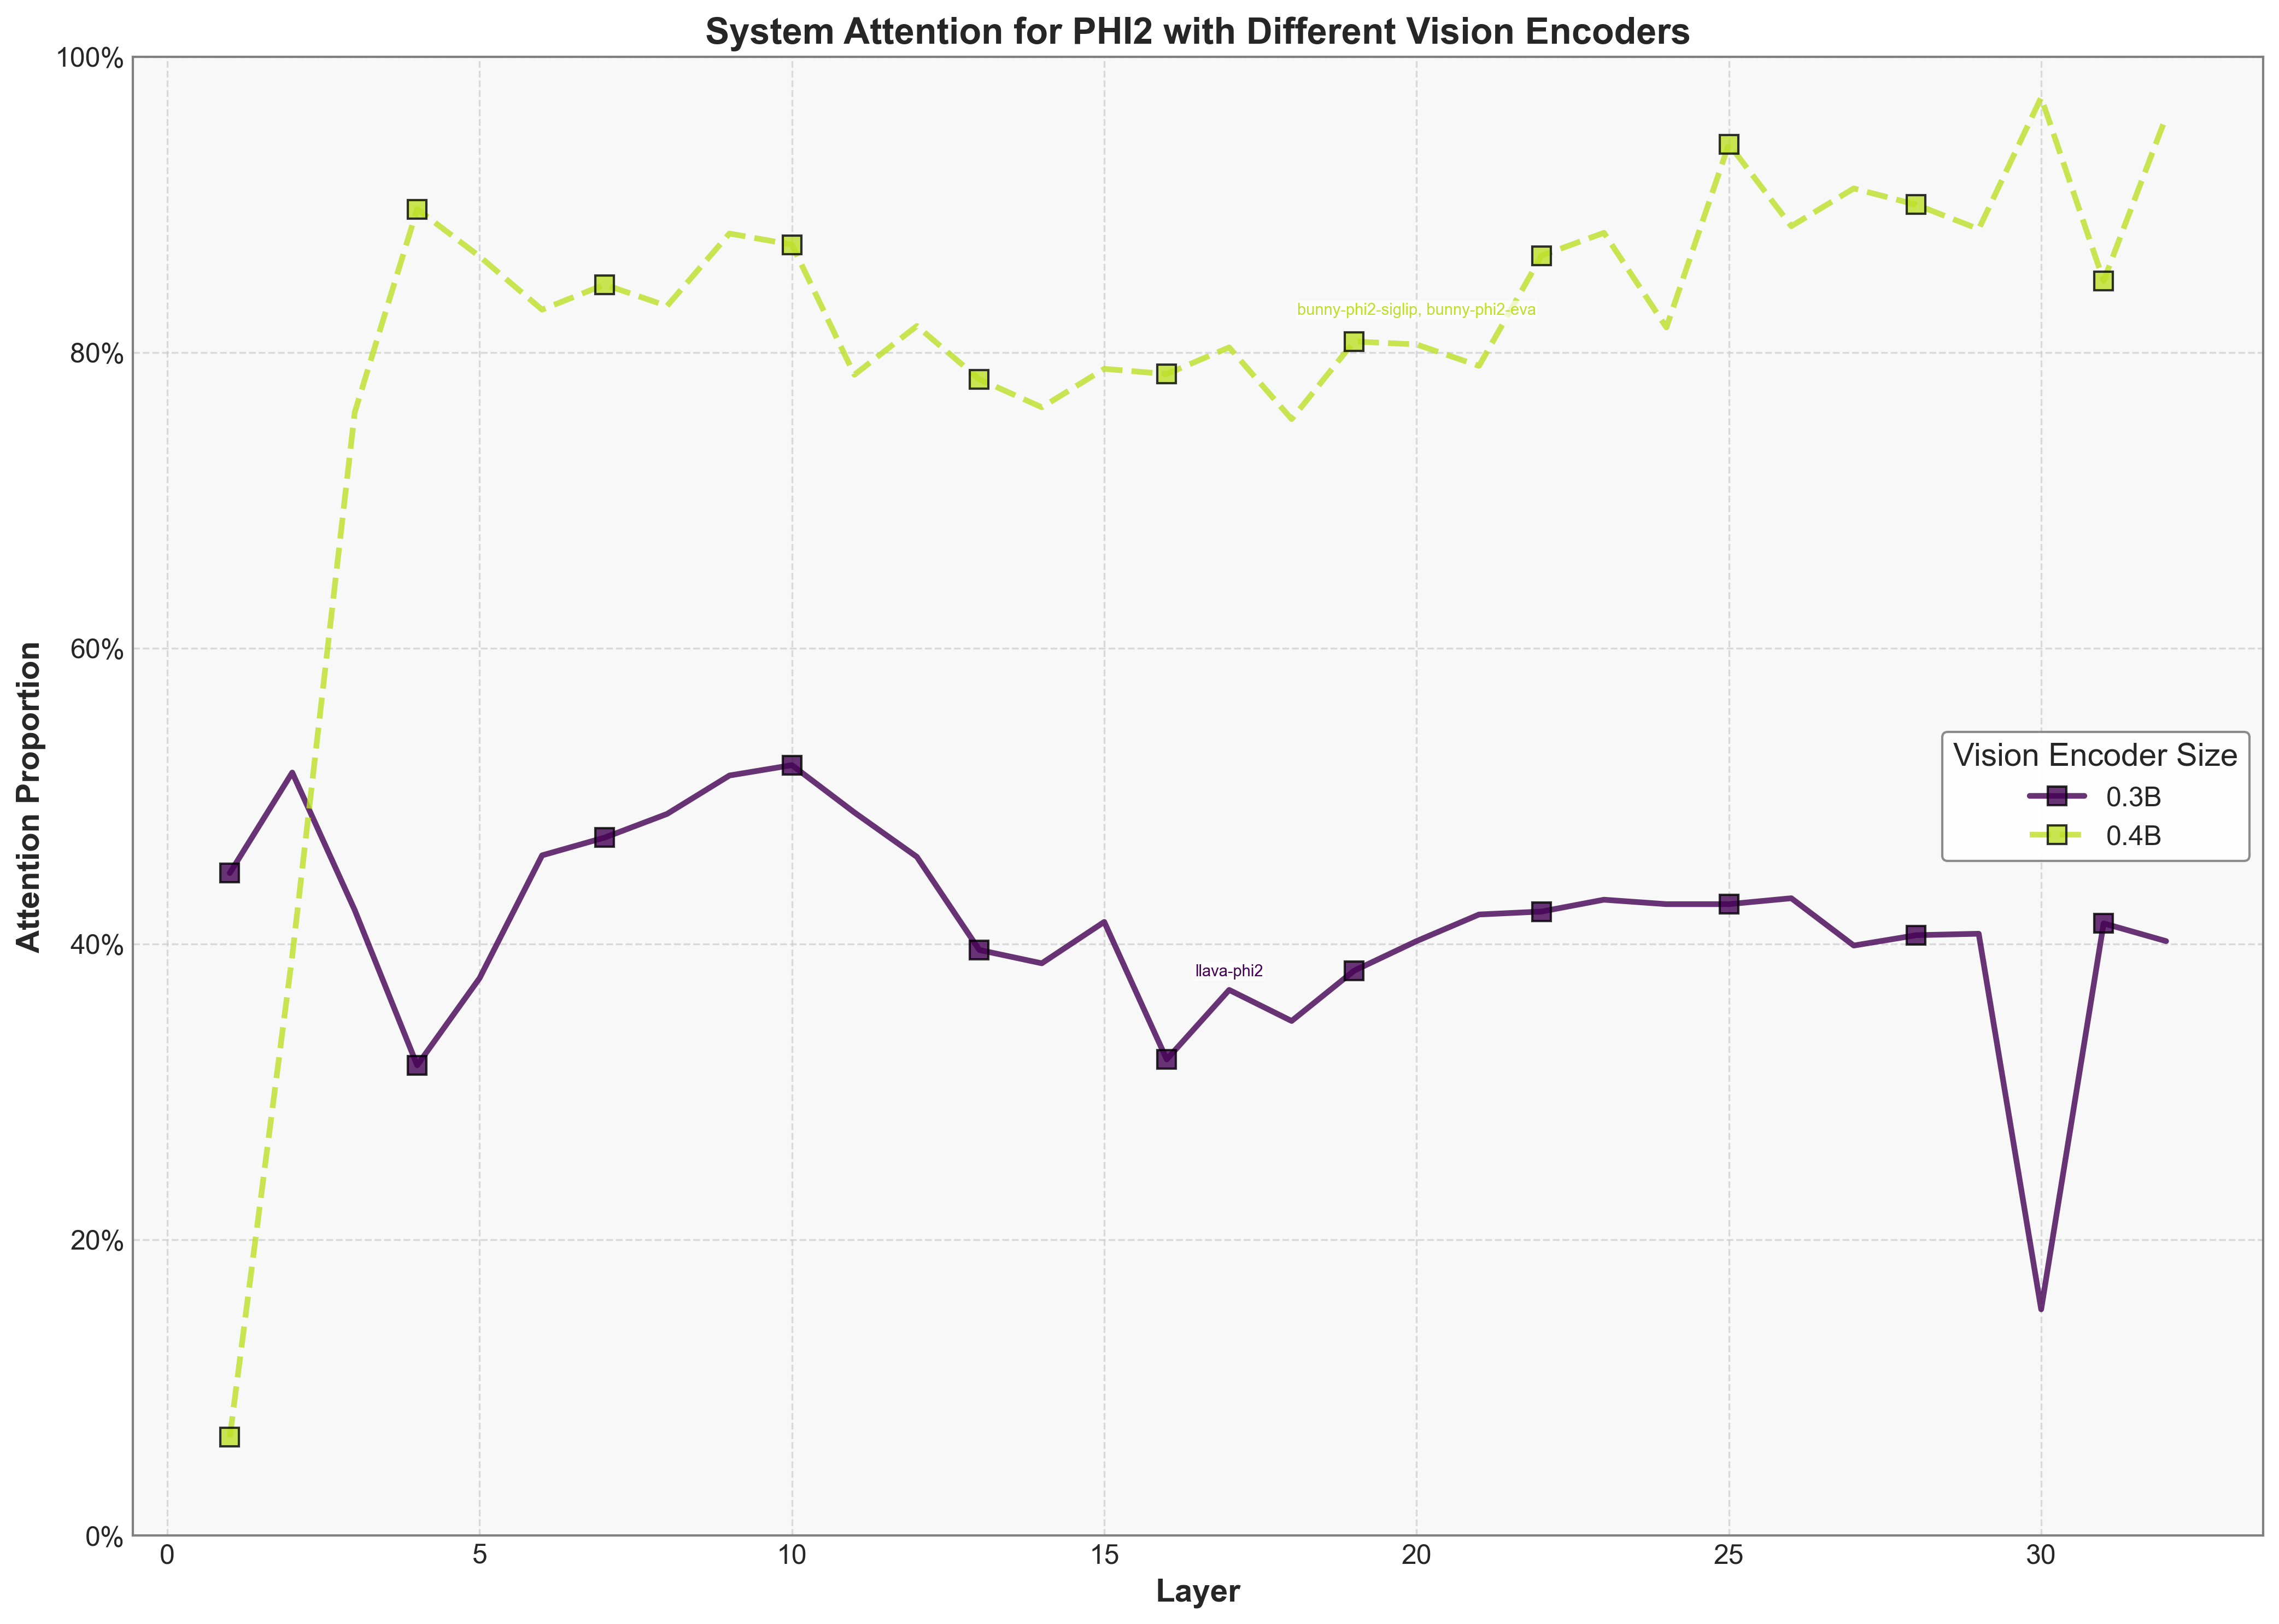 System Attention for PHI2 with Different Vision Encoders
100%
80%
60%
40%
20%
0%
Attention Proportion
bunny-phi2-siglip, bunny-phi2-eva
llava-phi2
Vision Encoder Size
0.3B
0.4B
0 5 10 15 20 25 30
Layer